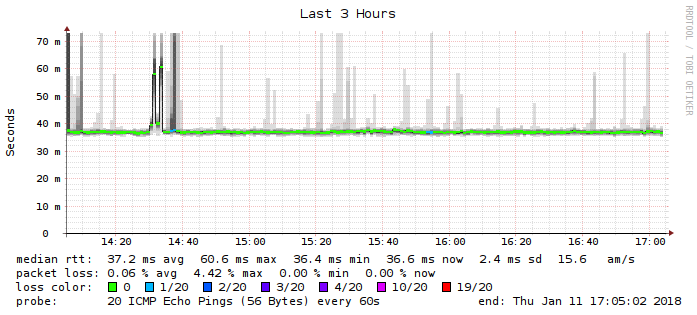 Last 3 Hours
RRDTOOL / TOBI OETIKER
Seconds
70 m
60 m
50 m
40 m
30 m
20 m
10 m
0
14:20 14:40 15:00 15:20 15:40 16:00 16:20 16:40 17:00
median rtt: 37.2 ms avg 60.6 ms max 36.4 ms min 36.6 ms now 2.4 ms sd 15.6 am/s
packet loss: 0.06 % avg 4.42 % max 0.00 % min 0.00 % now
loss color: 0 1/20 2/20 3/20 4/20 10/20 19/20
probe: 20 ICMP Echo Pings (56 Bytes) every 60s end: Thu Jan 11 17:05:02 2018